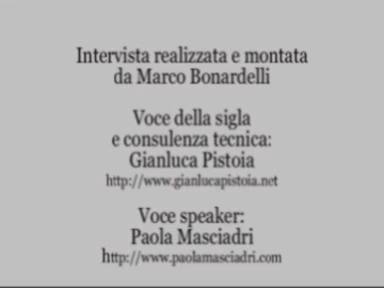 Intervista realizzata e montata
da Marco Bonardelli
Voce della sigla
e consulenza tecnica:
Gianluca Pistoia
http://www.gianlucapistoia.net
Voce speaker:
Paola Masciadri
http://www.paolamasciadri.com